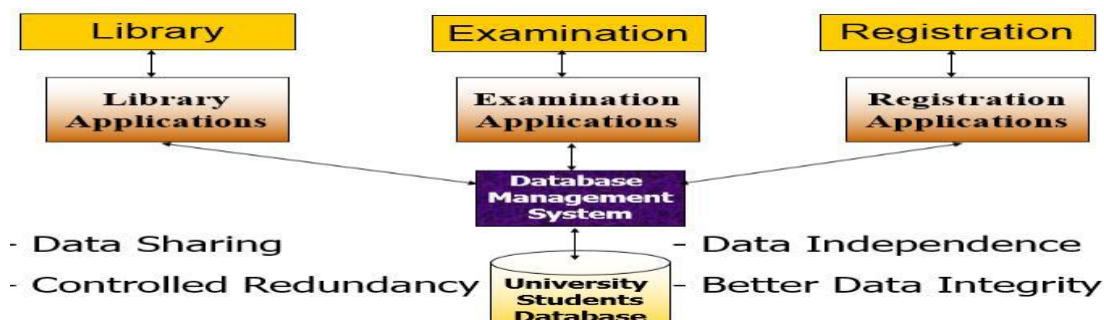 Library
Examination
Registration
Library
Applications
Examination
Applications
Registration
Applications
Database
Management
System
- Data Sharing
- Controlled Redundancy
University
Students
Database
- Data Independence
- Better Data Integrity